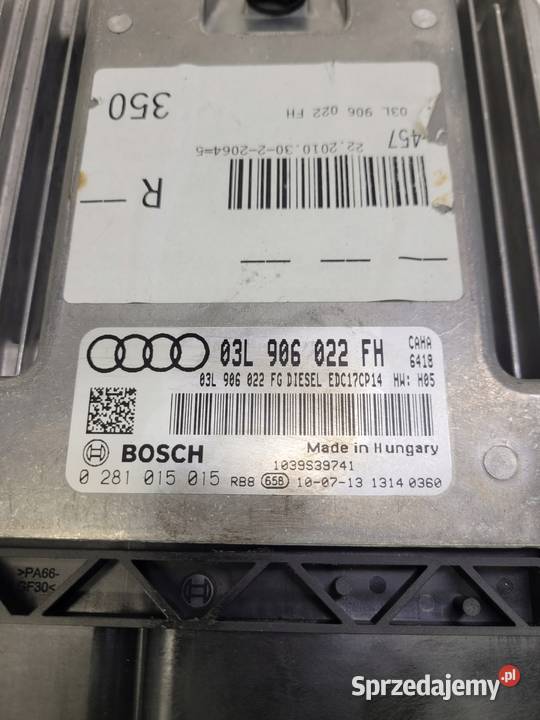 350
03L 906 022 FH
457
22.2010.30-2-2064=5
R
03L 906 022 FH
CAHA
6418
03L 906 022 FG DIESEL EDC17CP14 HW: H05
BOSCH
Made in Hungary
1039S39741
0 281 015 015 RB8 658 10-07-13 1314 0360
>PA66-
GF30<
Sprzedajemy.pl